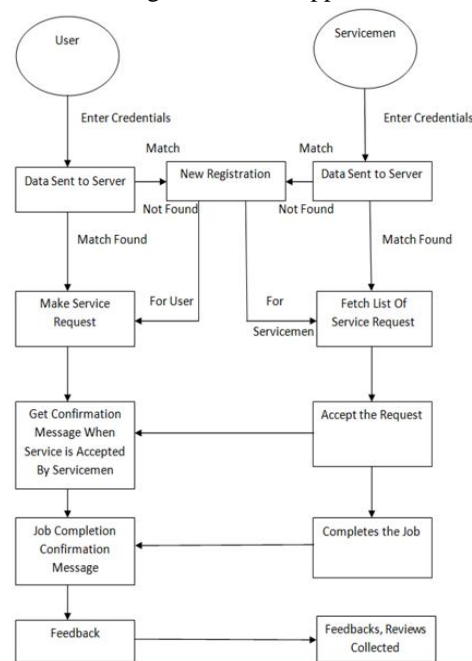 User
Servicemen
Enter Credentials
Enter Credentials
Match
Match
Data Sent to Server
New Registration
Data Sent to Server
Not Found
Not Found
Match Found
Match Found
Make Service
Request
For User
For
Servicemen
Fetch List Of
Service Request
Get Confirmation
Message When
Service is Accepted
By Servicemen
Accept the Request
Job Completion
Confirmation
Message
Completes the Job
Feedback
Feedbacks, Reviews
Collected